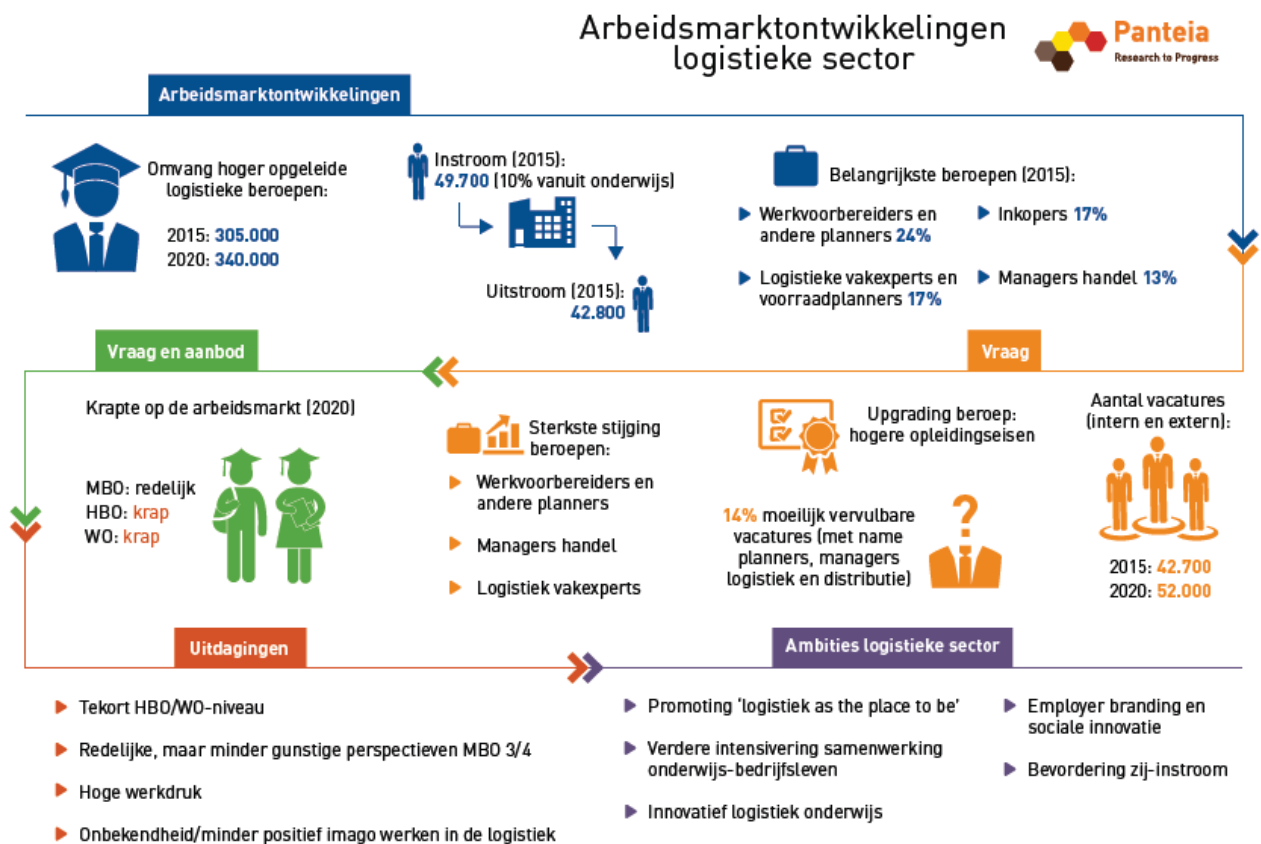 Arbeidsmarktontwikkelingen
logistieke sector
Panteia
Research to Progress
Arbeidsmarktontwikkelingen
Omvang hoger opgeleide
logistieke beroepen:
2015: 305.000
2020: 340.000
Instroom (2015):
49.700 (10% vanuit onderwijs)
Uitstroom (2015):
42.800
Belangrijkste beroepen (2015):
Werkvoorbereiders en
andere planners 24%
Inkopers 17%
Logistieke vakexperts en
voorraadplanners 17%
Managers handel 13%
Vraag
Aantal vacatures
(intern en extern):
2015: 42.700
2020: 52.000
Upgrading beroep:
hogere opleidingseisen
14% moeilijk vervulbare
vacatures (met name
planners, managers
logistiek en distributie)
?
Sterkste stijging
beroepen:
Werkvoorbereiders en
andere planners
Managers handel
Logistiek vakexperts
Vraag en aanbod
Krapte op de arbeidsmarkt (2020)
MBO: redelijk
HBO: krap
WO: krap
Uitdagingen
Tekort HBO/WO-niveau
Redelijke, maar minder gunstige perspectieven MBO 3/4
Hoge werkdruk
Onbekendheid/minder positief imago werken in de logistiek
Ambities logistieke sector
Promoting ‘logistiek as the place to be’
Verdere intensivering samenwerking
onderwijs-bedrijfsleven
Innovatief logistiek onderwijs
Employer branding en
sociale innovatie
Bevordering zij-instroom